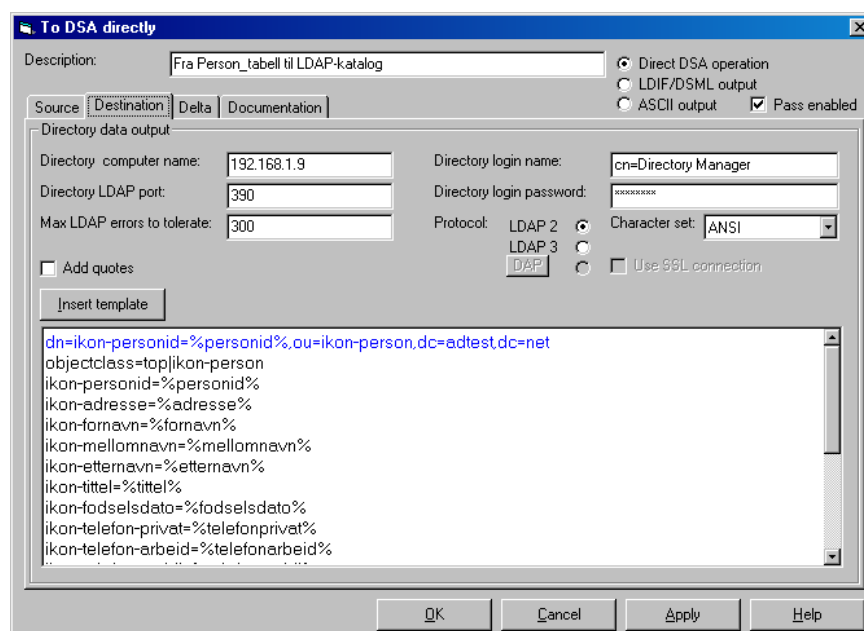 To DSA directly
Description:
Fra Person_tabell til LDAP-katalog
Direct DSA operation
LDIF/DSML output
ASCII output
Pass enabled
Source
Destination
Delta
Documentation
Directory data output
Directory computer name:
192.168.1.9
Directory login name:
cn=Directory Manager
Directory LDAP port:
390
Directory login password:
********
Max LDAP errors to tolerate:
300
Protocol:
LDAP 2
LDAP 3
DAP
Character set:
ANSI
Add quotes
Use SSL connection
Insert template
dn=ikon-personid=%personid%,ou=ikon-person,dc=adtest,dc=net
objectclass=top|ikon-person
ikon-personid=%personid%
ikon-adresse=%adresse%
ikon-fornavn=%fornavn%
ikon-mellomnavn=%mellomnavn%
ikon-etternavn=%etternavn%
ikon-tittel=%tittel%
ikon-fodselsdato=%fodselsdato%
ikon-telefon-privat=%telefonprivat%
ikon-telefon-arbeid=%telefonarbeid%
OK
Cancel
Apply
Help